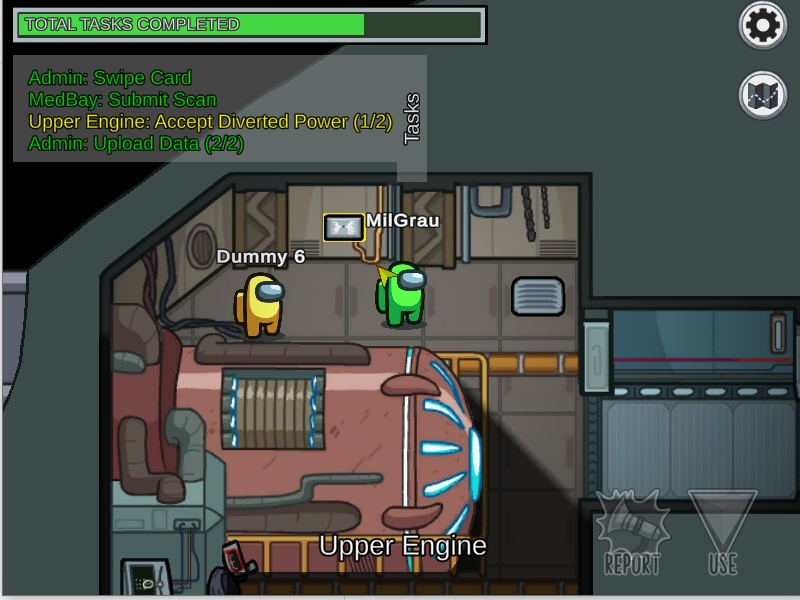 TOTAL TASKS COMPLETED
Admin: Swipe Card
MedBay: Submit Scan
Upper Engine: Accept Diverted Power (1/2)
Admin: Upload Data (2/2)
Tasks
MilGrau
Dummy 6
Upper Engine
REPORT
USE